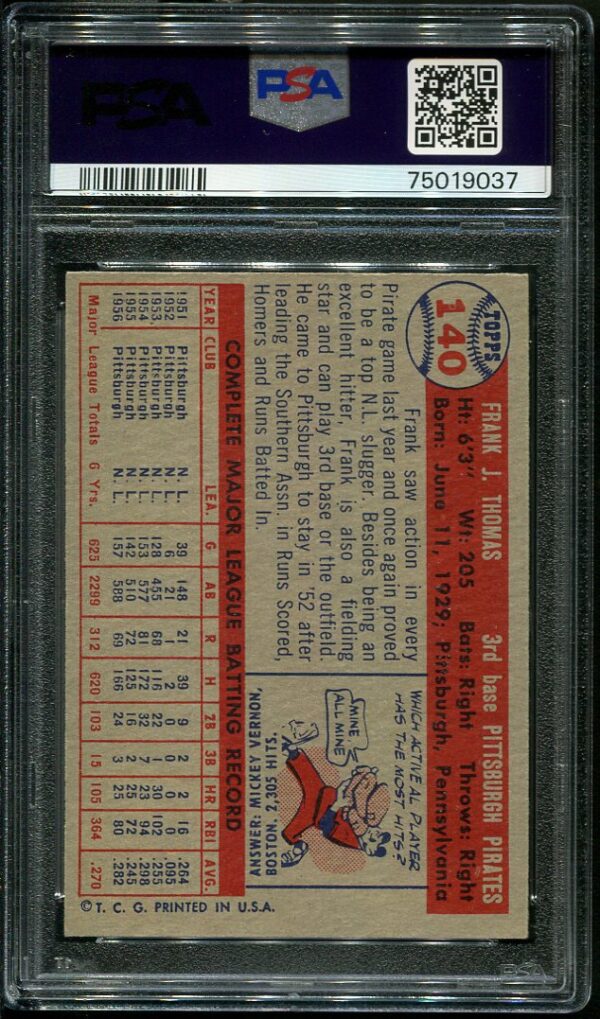 PSA
PSA
75019037
TOPPS
140
FRANK J. THOMAS 3rd base PITTSBURGH PIRATES
Ht: 6'3" Wt: 205 Bats: Right Throws: Right
Born: June 11, 1929; Pittsburgh, Pennsylvania
Frank saw action in every
Pirate game last year and once again proved
to be a top N.L. slugger. Besides being an
excellent hitter, Frank is also a fielding
star and can play 3rd base or the outfield.
He came to Pittsburgh to stay in '52 after
leading the Southern Assn. in Runs Scored,
Homers and Runs Batted In.
WHICH ACTIVE AL PLAYER
HAS THE MOST HITS?
MINE
ALL MINE
ANSWER: MICKEY VERNON,
BOSTON, 2,305 HITS.
COMPLETE MAJOR LEAGUE BATTING RECORD
YEAR CLUB LEA. G AB R H 2B 3B HR RBI AVG.
1951 Pittsburgh N. L. 39 148 21 39 9 2 2 16 .264
1952 Pittsburgh N. L. 6 21 1 2 0 0 0 0 .095
1953 Pittsburgh N. L. 128 455 68 116 22 1 30 102 .255
1954 Pittsburgh N. L. 153 577 81 172 32 7 23 94 .298
1955 Pittsburgh N. L. 142 510 72 125 16 2 25 72 .245
1956 Pittsburgh N. L. 157 588 69 166 24 3 25 80 .282
Major League Totals 6 Yrs. 625 2299 312 620 103 15 105 364 .270
© T. C. G. PRINTED IN U.S.A.
PSA